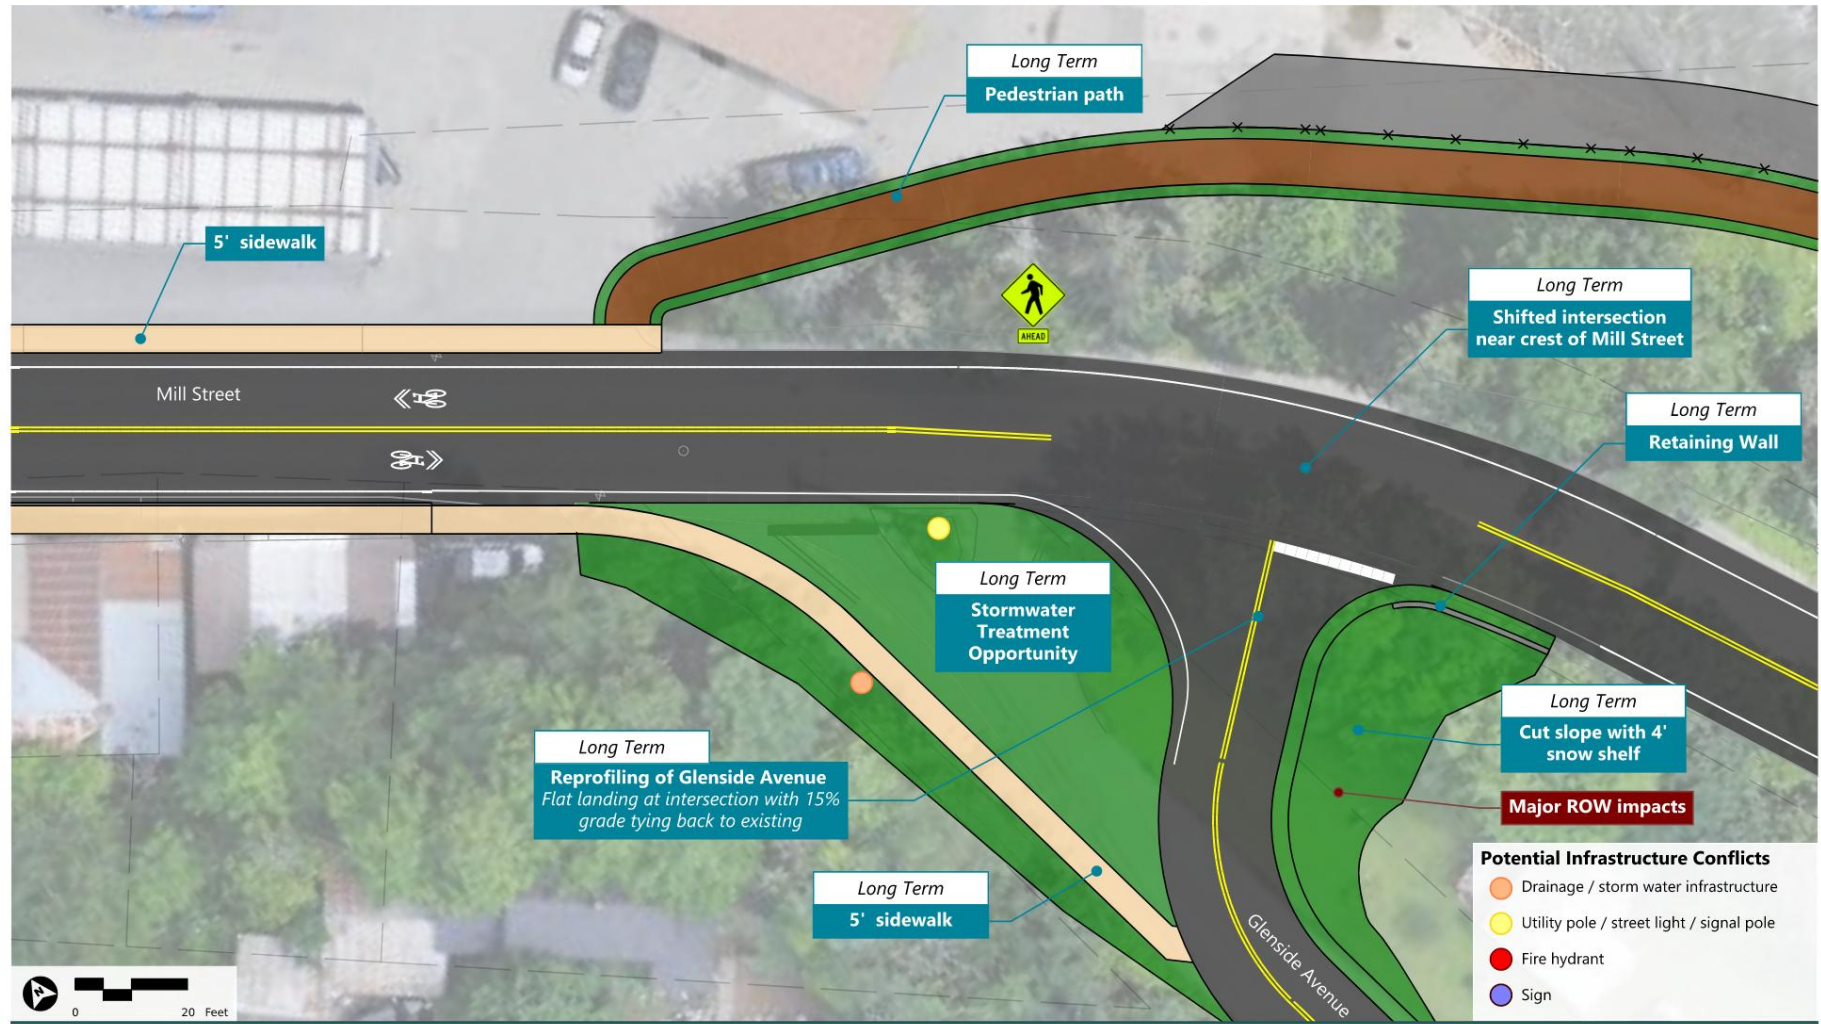 Long Term
Pedestrian path
5' sidewalk
AHEAD
Long Term
Shifted intersection
near crest of Mill Street
Mill Street
Long Term
Retaining Wall
Long Term
Stormwater
Treatment
Opportunity
Long Term
Reprofiling of Glenside Avenue
Flat landing at intersection with 15%
grade tying back to existing
Long Term
Cut slope with 4'
snow shelf
Major ROW impacts
Long Term
5' sidewalk
Glenside Avenue
Potential Infrastructure Conflicts
Drainage / storm water infrastructure
Utility pole / street light / signal pole
Fire hydrant
Sign
N
0 20 Feet